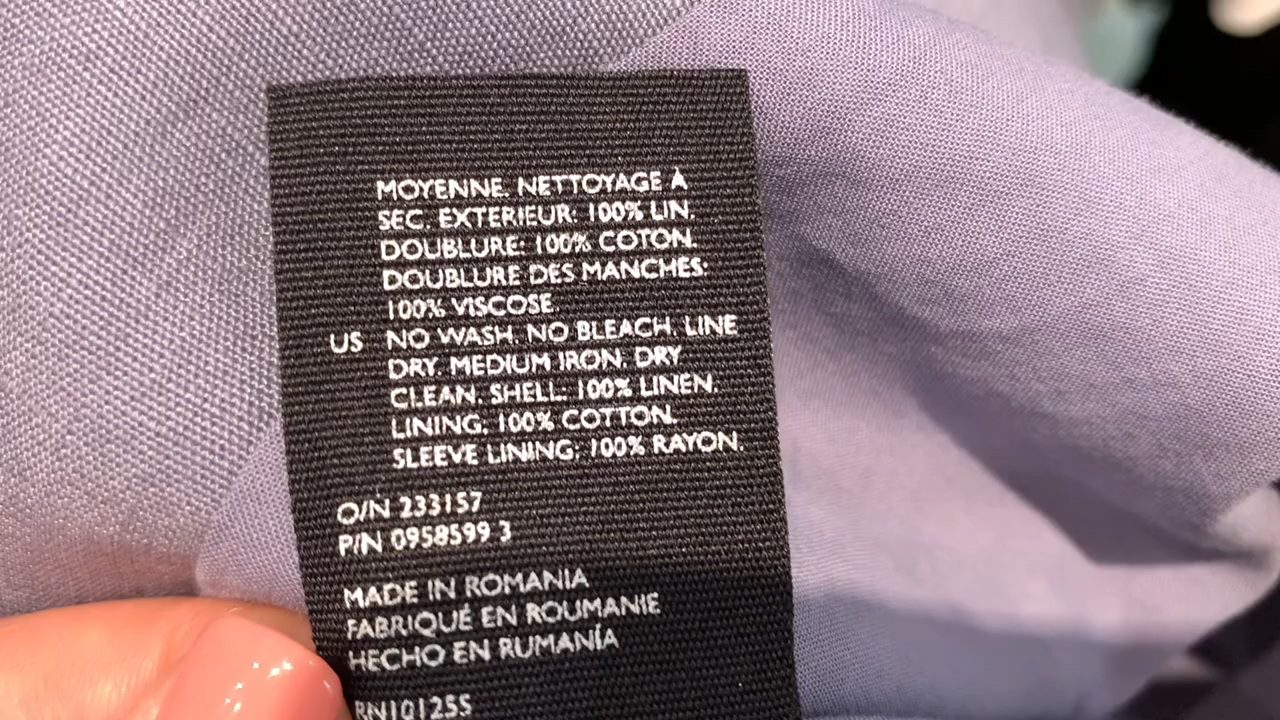 MOYENNE. NETTOYAGE À
SEC. EXTERIEUR: 100% LIN.
DOUBLURE: 100% COTON.
DOUBLURE DES MANCHES:
100% VISCOSE.
US NO WASH. NO BLEACH. LINE
DRY. MEDIUM IRON. DRY
CLEAN. SHELL: 100% LINEN.
LINING: 100% COTTON.
SLEEVE LINING: 100% RAYON.
O/N 233157
P/N 0958599 3
MADE IN ROMANIA
FABRIQUÉ EN ROUMANIE
HECHO EN RUMANÍA
RN101255